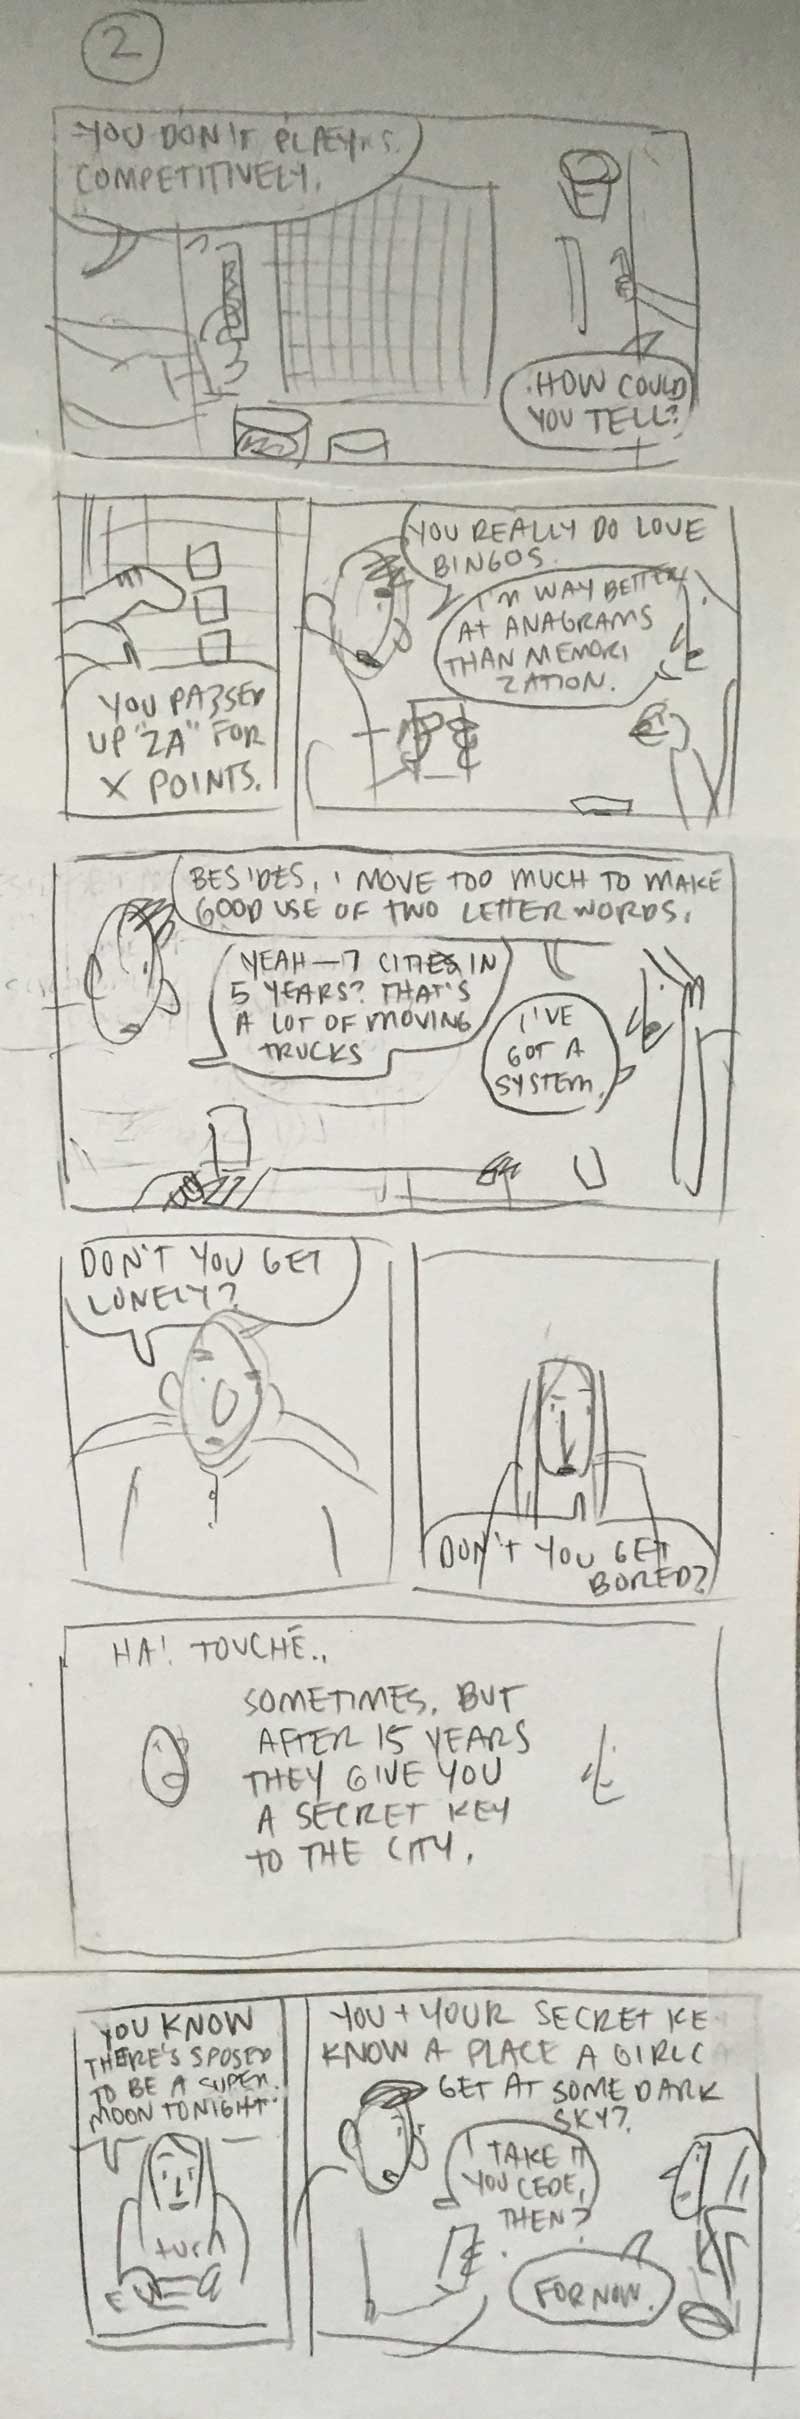 2
YOU DON'T PLAY
COMPETITIVELY.
HOW COULD
YOU TELL?
YOU PASSED
UP "ZA" FOR
X POINTS.
YOU REALLY DO LOVE
BINGOS.
I'M WAY BETTER
AT ANAGRAMS
THAN MEMORI
ZATION.
BESIDES, I MOVE TOO MUCH TO MAKE
GOOD USE OF TWO LETTER WORDS.
YEAH—7 CITIES IN
5 YEARS? THAT'S
A LOT OF MOVING
TRUCKS
I'VE
GOT A
SYSTEM.
DON'T YOU GET
LONELY?
DON'T YOU GET
BORED?
HA! TOUCHÉ..
SOMETIMES. BUT
AFTER 15 YEARS
THEY GIVE YOU
A SECRET KEY
TO THE CITY.
YOU KNOW
THERE'S SPOSED
TO BE A SUPER
MOON TONIGHT.
turn
YOU + YOUR SECRET KE
KNOW A PLACE A GIRL C
GET AT SOME DARK
SKY?
I TAKE IT
YOU CEDE,
THEN?
FOR NOW.